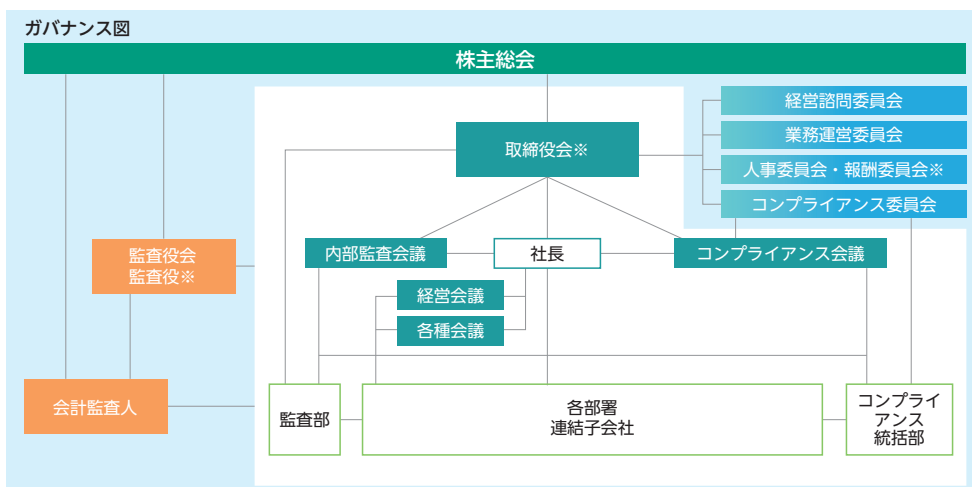 ガバナンス図
株主総会
経営諮問委員会
業務運営委員会
人事委員会・報酬委員会※
コンプライアンス委員会
取締役会※
監査役会
監査役※
内部監査会議
社長
コンプライアンス会議
経営会議
各種会議
会計監査人
監査部
各部署
連結子会社
コンプライ
アンス
統括部